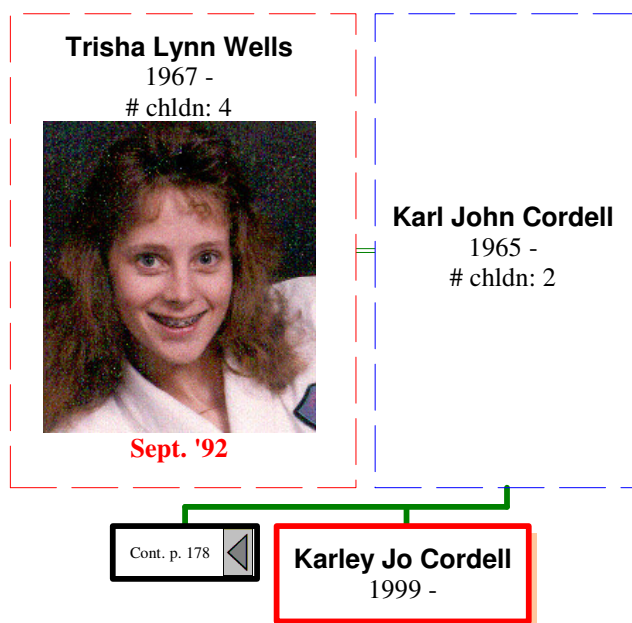 Trisha Lynn Wells
1967 -
# chldn: 4
Sept. '92
Karl John Cordell
1965 -
# chldn: 2
Cont. p. 178
Karley Jo Cordell
1999 -